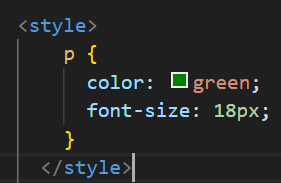 <style>
p {
color: green;
font-size: 18px;
}
</style>